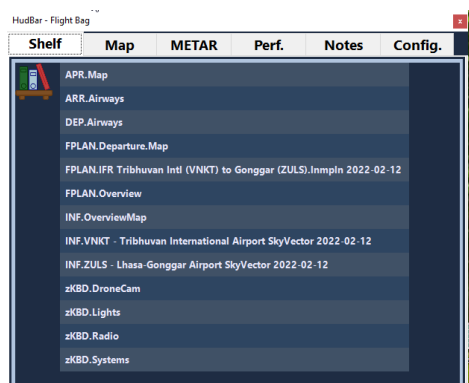 HudBar - Flight Bag
x
Shelf Map METAR Perf. Notes Config.
APR.Map
ARR.Airways
DEP.Airways
FPLAN.Departure.Map
FPLAN.IFR Tribhuvan Intl (VNKT) to Gonggar (ZULS).lnmpln 2022-02-12
FPLAN.Overview
INF.OverviewMap
INF.VNKT - Tribhuvan International Airport SkyVector 2022-02-12
INF.ZULS - Lhasa-Gonggar Airport SkyVector 2022-02-12
zKBD.DroneCam
zKBD.Lights
zKBD.Radio
zKBD.Systems